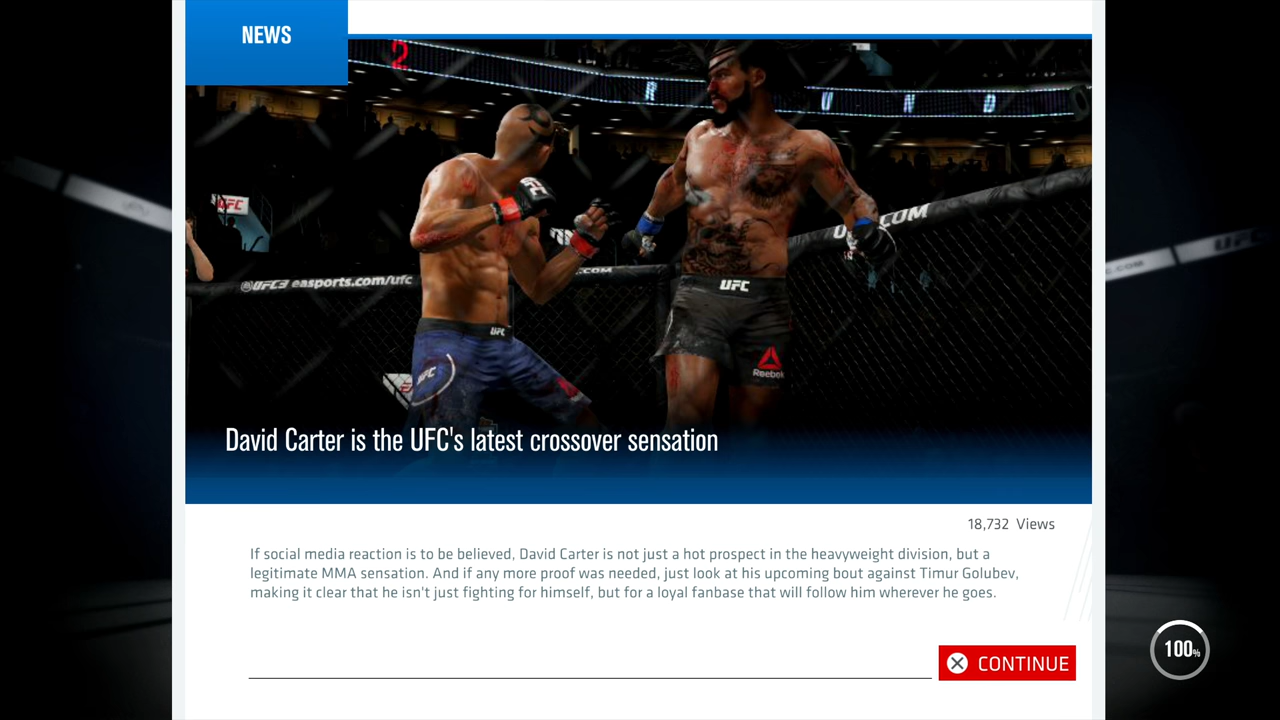 NEWS
2
R U N D
UFC
.COM
UFC
@UFC3 easports.com/ufc
.COM
UFC
UFC
UFC
Reebok
David Carter is the UFC's latest crossover sensation
18,732 Views
If social media reaction is to be believed, David Carter is not just a hot prospect in the heavyweight division, but a
legitimate MMA sensation. And if any more proof was needed, just look at his upcoming bout against Timur Golubev,
making it clear that he isn't just fighting for himself, but for a loyal fanbase that will follow him wherever he goes.
100%
CONTINUE